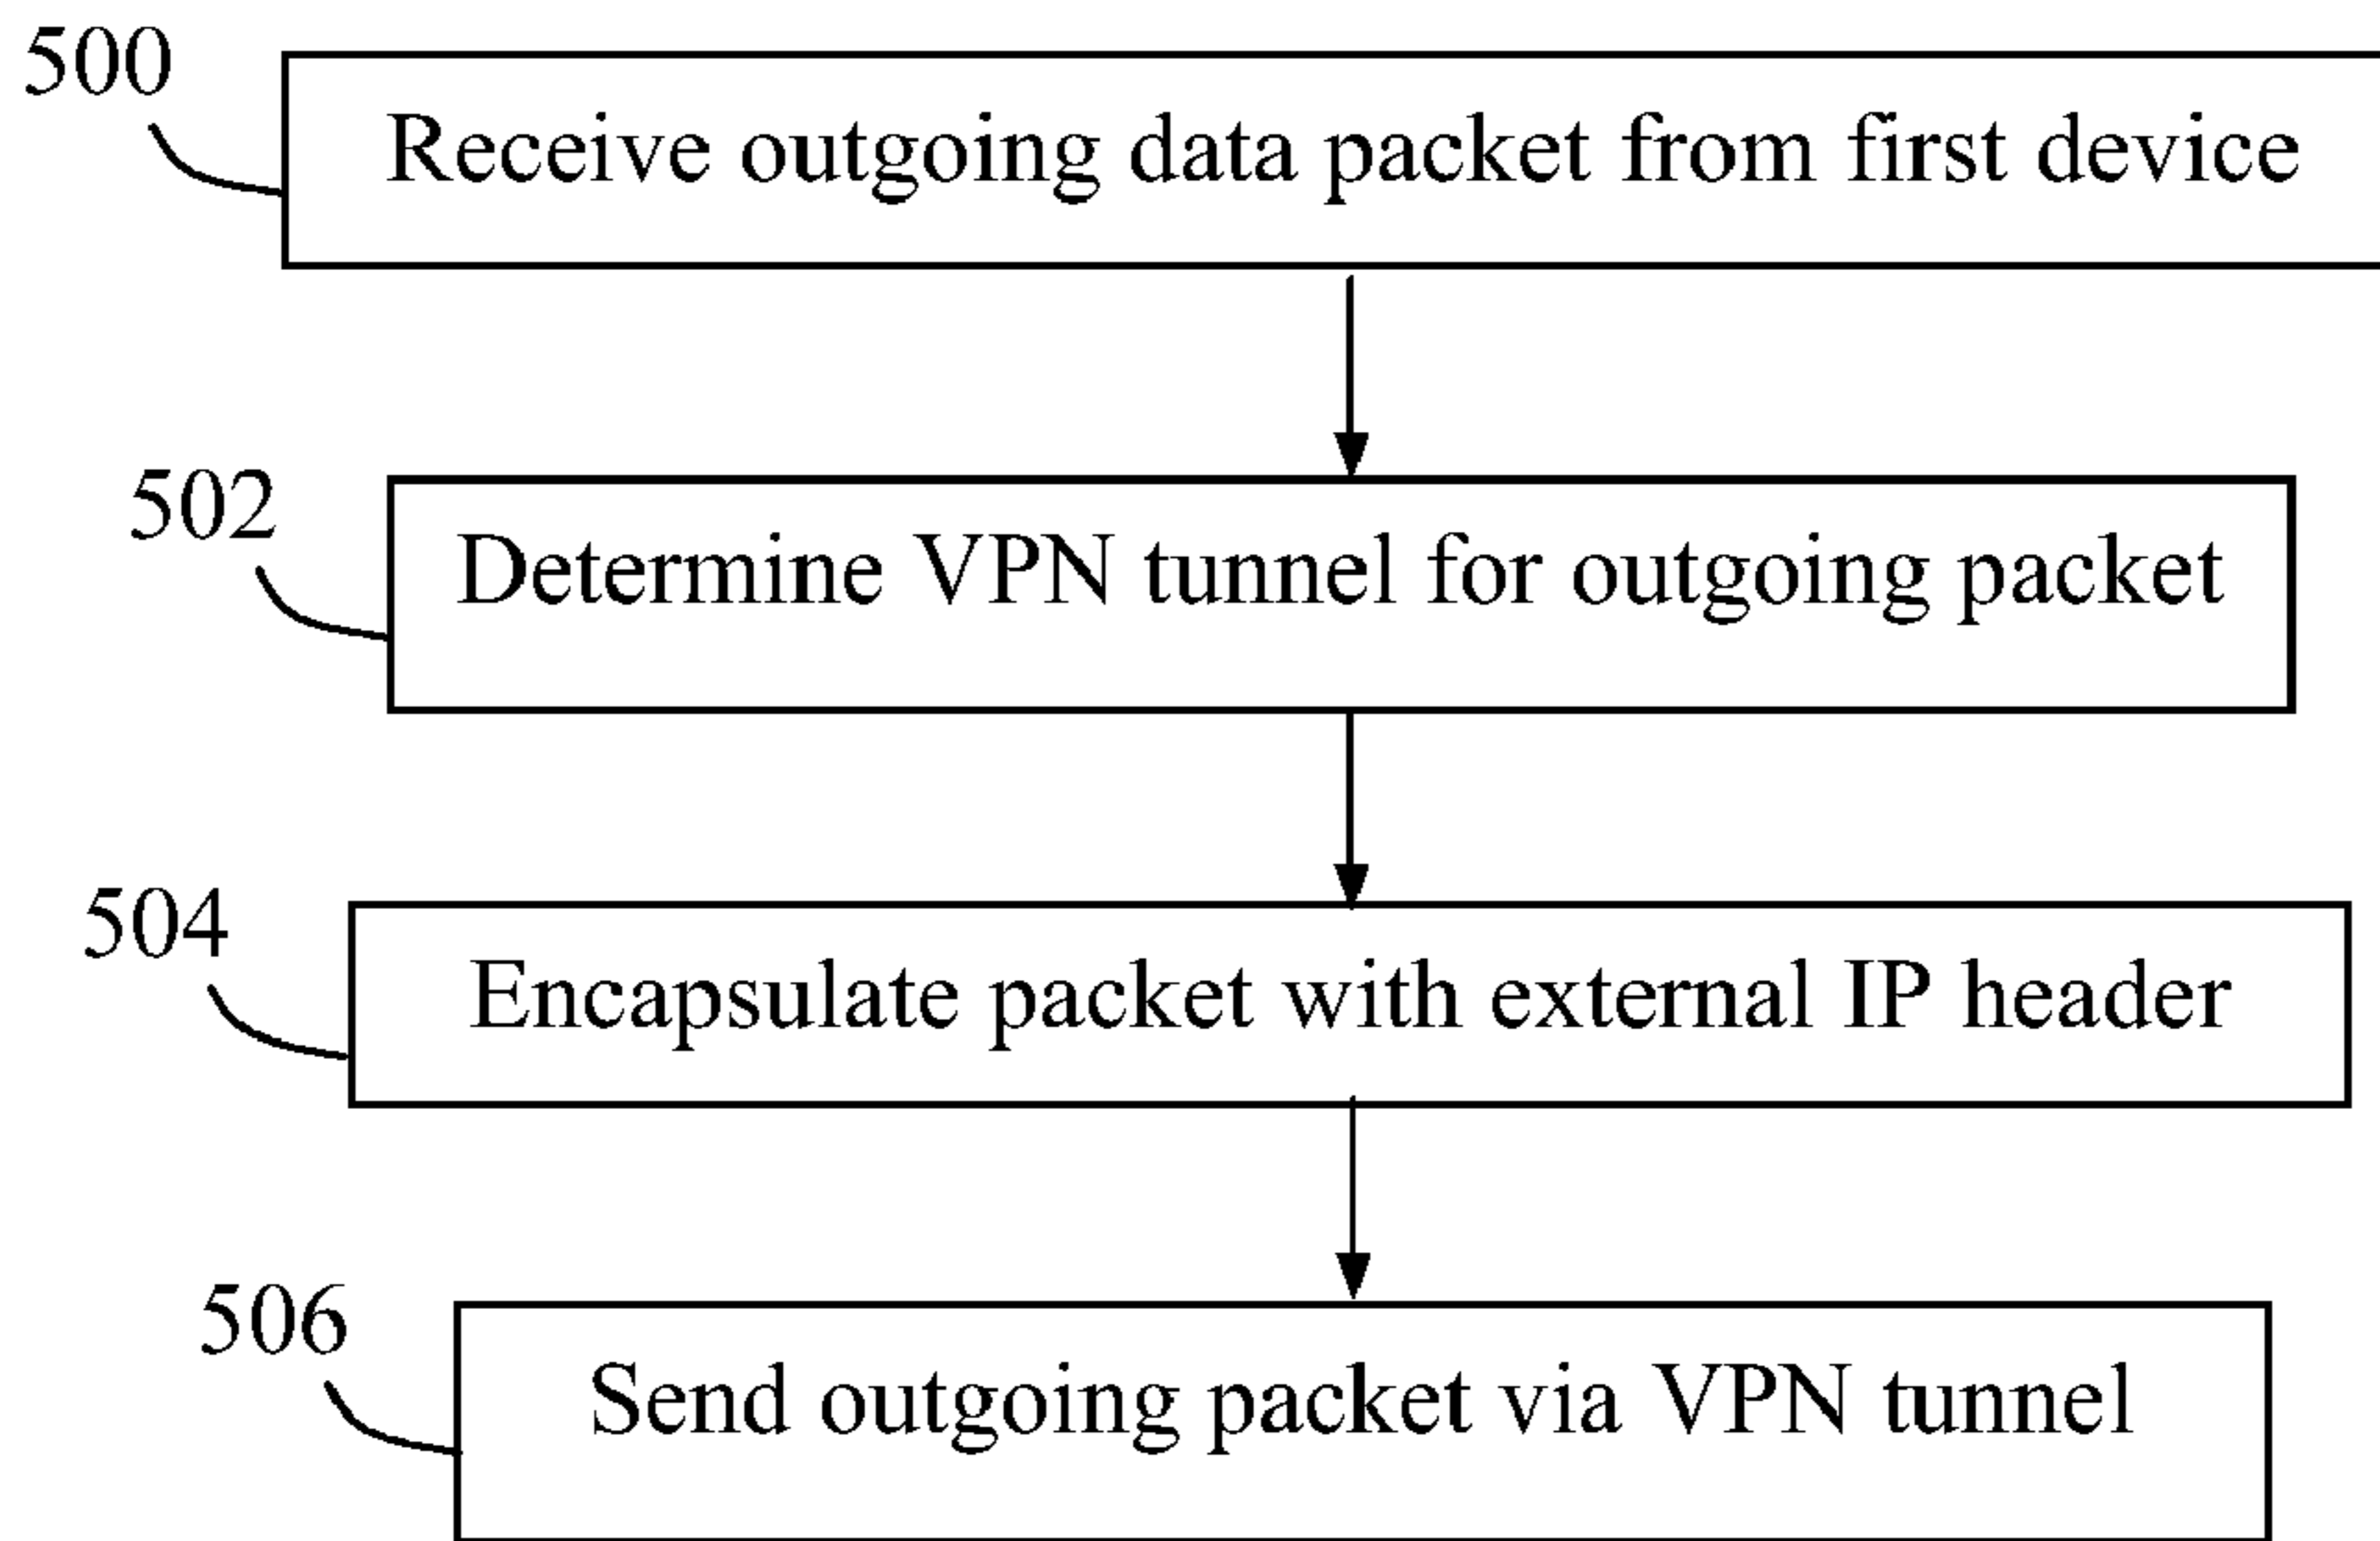 500
Receive outgoing data packet from first device
502
Determine VPN tunnel for outgoing packet
504
Encapsulate packet with external IP header
506
Send outgoing packet via VPN tunnel